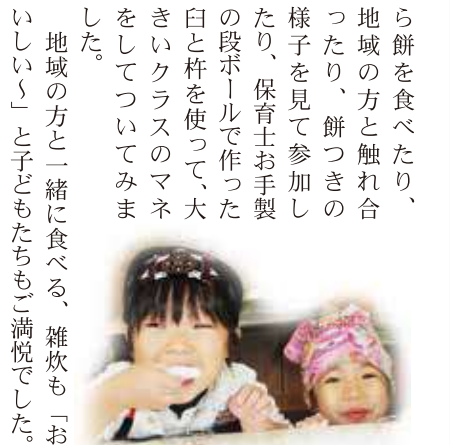 ら餅を食べたり、
地域の方と触れ合
ったり、餅つきの
様子を見て参加し
たり、保育士お手製
の段ボールで作った
臼と杵を使って、大
きいクラスのマネ
をしてついてみま
した。
地域の方と一緒に食べる、雑炊も「お
いしい〜」と子どもたちもご満悦でした。